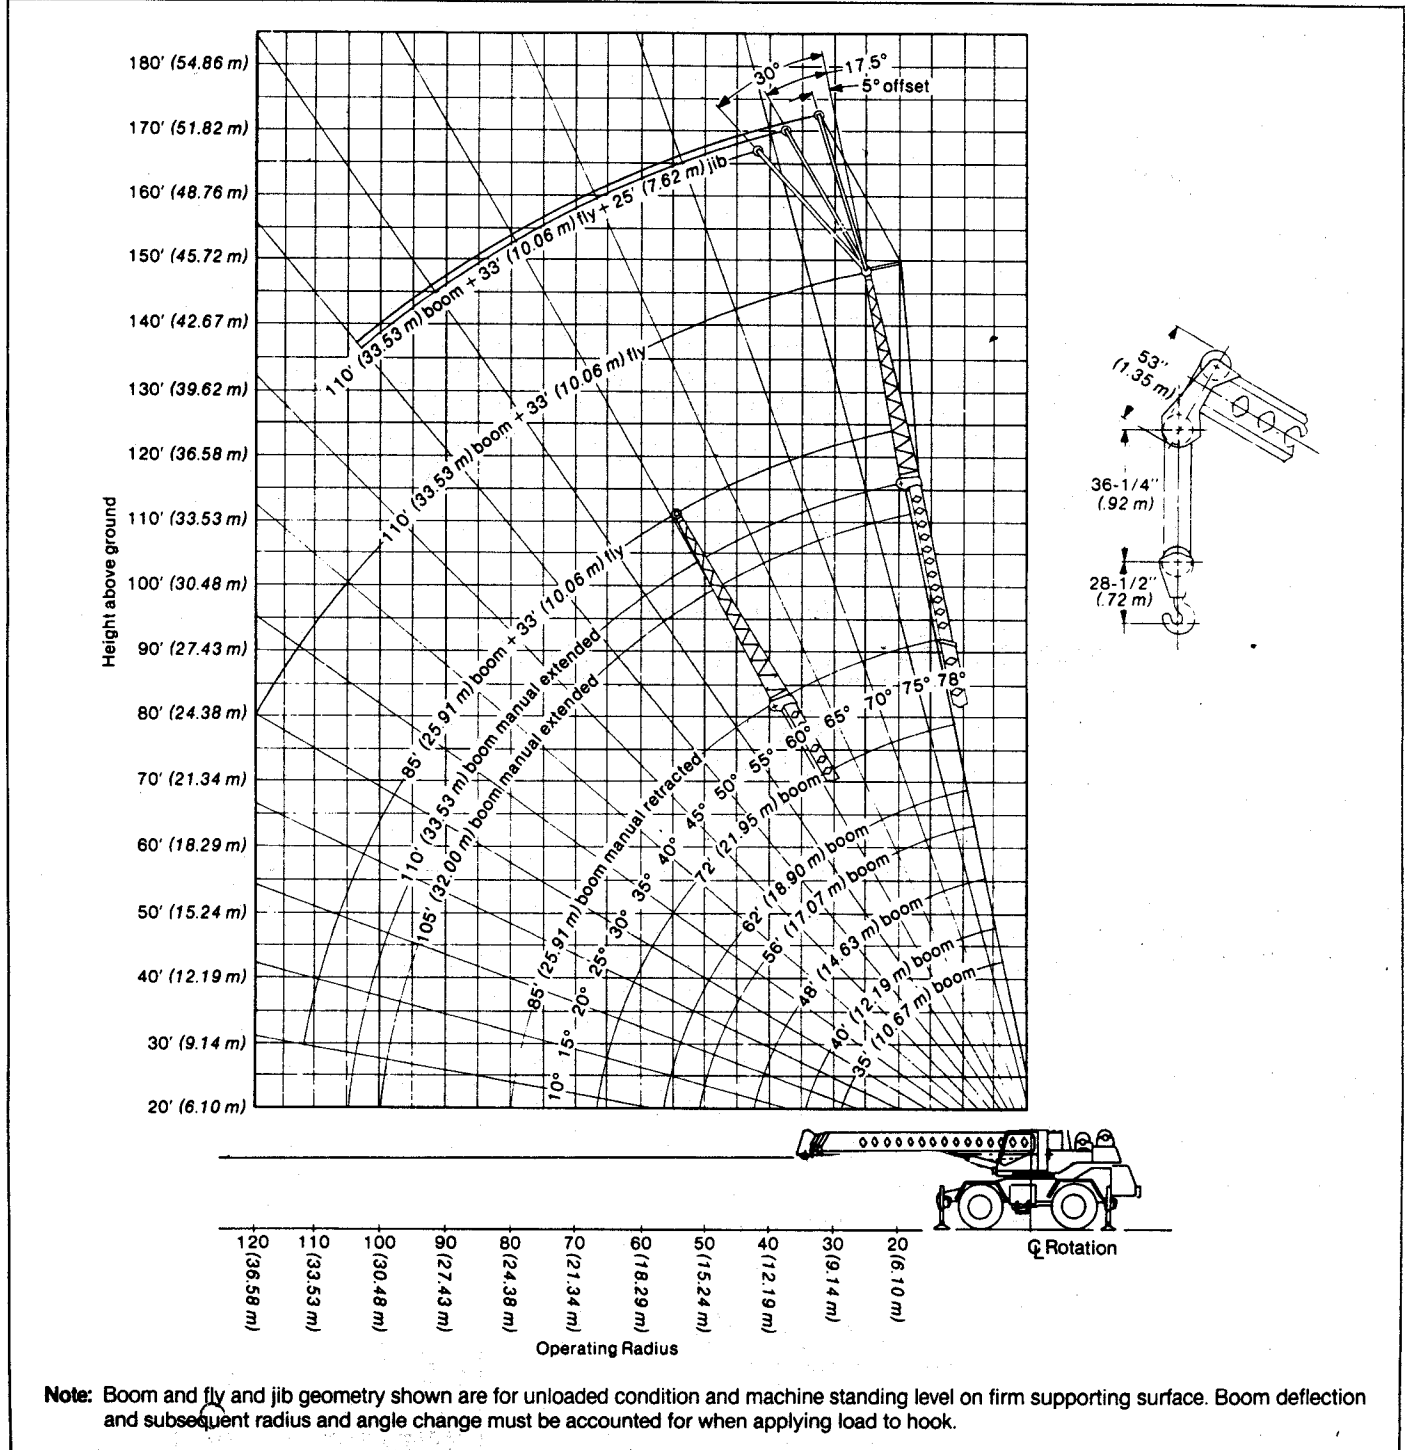 30°
17.5°
5° offset
180' (54.86 m)
170' (51.82 m)
160' (48.76 m)
150' (45.72 m)
140' (42.67 m)
130' (39.62 m)
120' (36.58 m)
110' (33.53 m)
100' (30.48 m)
90' (27.43 m)
80' (24.38 m)
70' (21.34 m)
60' (18.29 m)
50' (15.24 m)
40' (12.19 m)
30' (9.14 m)
20' (6.10 m)
Height above ground
110' (33.53 m) boom + 33' (10.06 m) fly + 25' (7.62 m) jib
110' (33.53 m) boom + 33' (10.06 m) fly
85' (25.91 m) boom + 33' (10.06 m) fly
110' (33.53 m) boom manual extended
105' (32.00 m) boom manual extended
85' (25.91 m) boom manual retracted
72' (21.95 m) boom
62' (18.90 m) boom
56' (17.07 m) boom
48' (14.63 m) boom
40' (12.19 m) boom
35' (10.67 m) boom
10° 15° 20° 25° 30° 35° 40° 45° 50° 55° 60° 65° 70° 75° 78°
53"
(1.35 m)
36-1/4"
(.92 m)
28-1/2"
(.72 m)
120 (36.58 m)
110 (33.53 m)
100 (30.48 m)
90 (27.43 m)
80 (24.38 m)
70 (21.34 m)
60 (18.29 m)
50 (15.24 m)
40 (12.19 m)
30 (9.14 m)
20 (6.10 m)
℄ Rotation
Operating Radius
Note: Boom and fly and jib geometry shown are for unloaded condition and machine standing level on firm supporting surface. Boom deflection
and subsequent radius and angle change must be accounted for when applying load to hook.